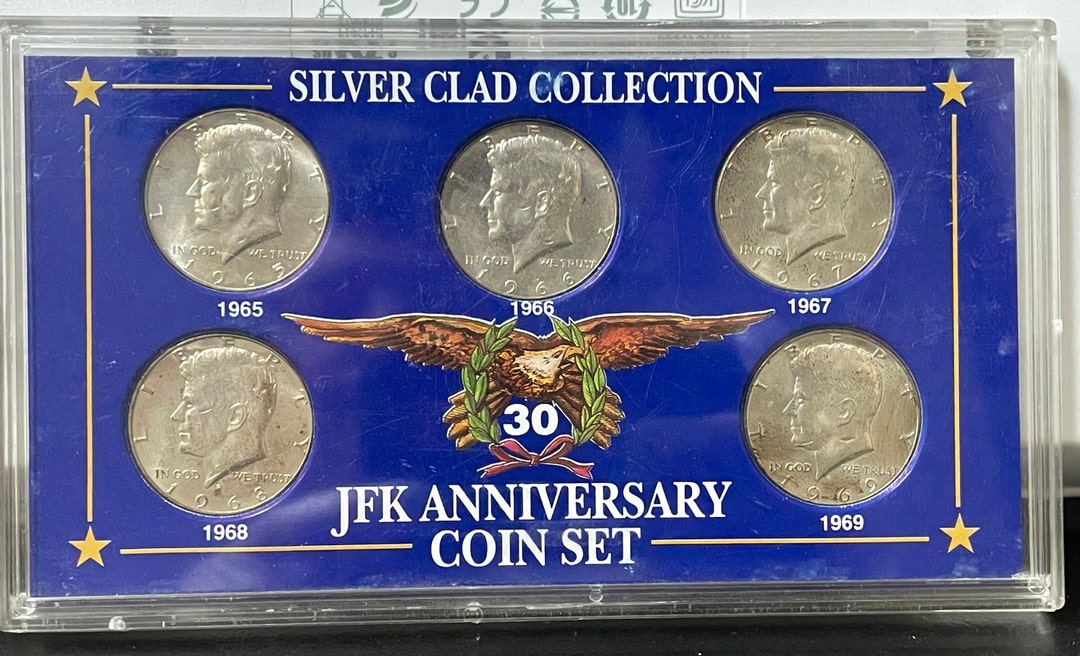 SILVER CLAD COLLECTION
LIBERTY
IN GOD WE TRUST
1965
1965
LIBERTY
IN GOD WE TRUST
1966
1966
LIBERTY
IN GOD WE TRUST
1967
1967
LIBERTY
IN GOD WE TRUST
1968
1968
30
LIBERTY
IN GOD WE TRUST
1969
1969
JFK ANNIVERSARY
COIN SET